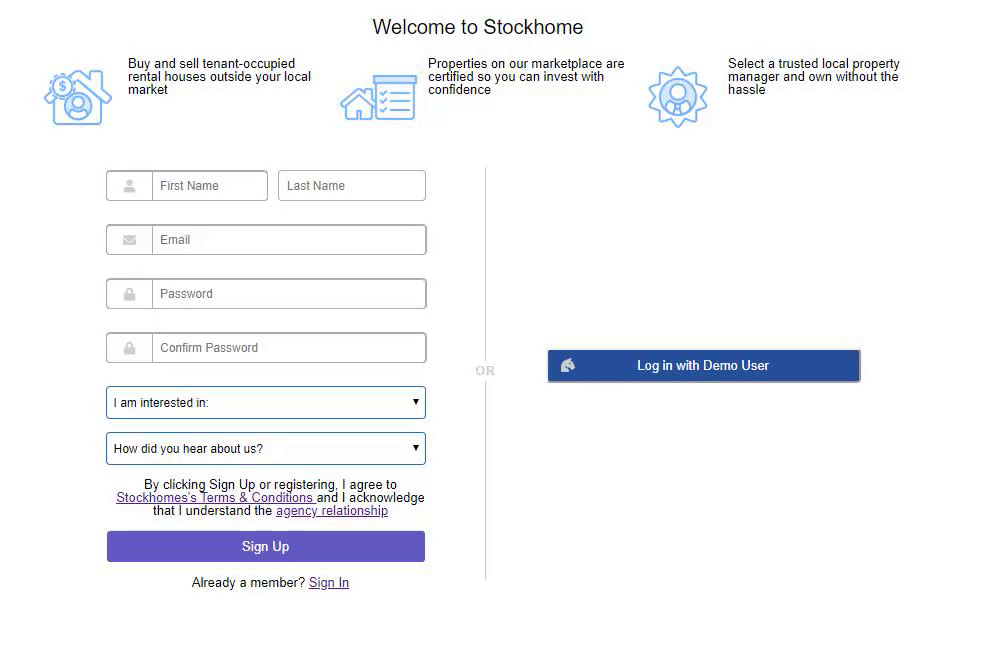 Welcome to Stockhome
Buy and sell tenant-occupied
rental houses outside your local
market
Properties on our marketplace are
certified so you can invest with
confidence
Select a trusted local property
manager and own without the
hassle
$
First Name
Last Name
Email
Password
Confirm Password
I am interested in:
How did you hear about us?
By clicking Sign Up or registering, I agree to
Stockhomes's Terms & Conditions and I acknowledge
that I understand the agency relationship
Sign Up
Already a member? Sign In
OR
Log in with Demo User